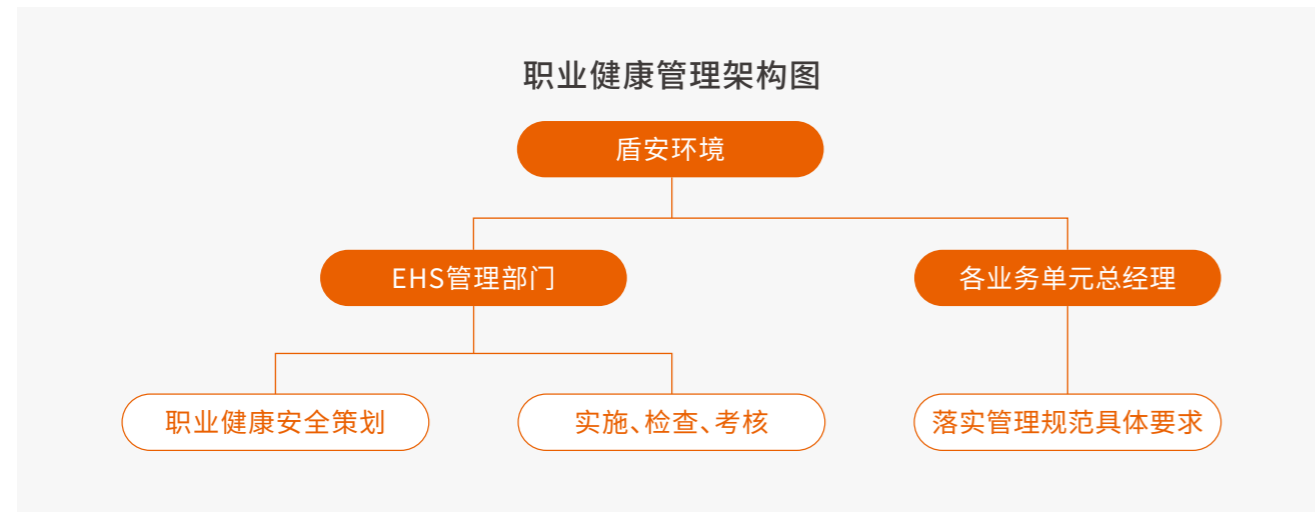 职业健康管理架构图
盾安环境
EHS管理部门
各业务单元总经理
职业健康安全策划
实施、检查、考核
落实管理规范具体要求